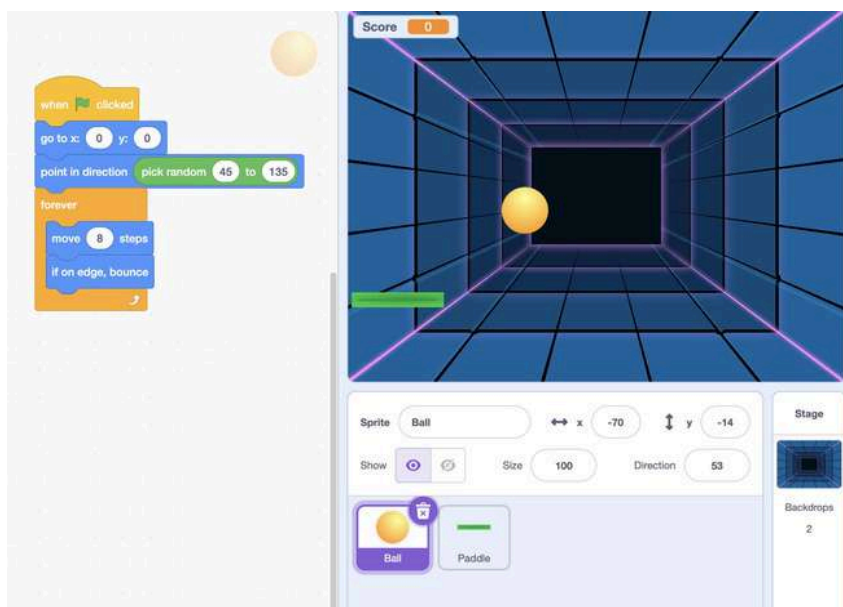 Score 0
when clicked
go to x: 0 y: 0
point in direction pick random 45 to 135
forever
move 8 steps
if on edge, bounce
Sprite Ball x -70 y -14
Show Size 100 Direction 53
Ball
Paddle
Stage
Backdrops
2